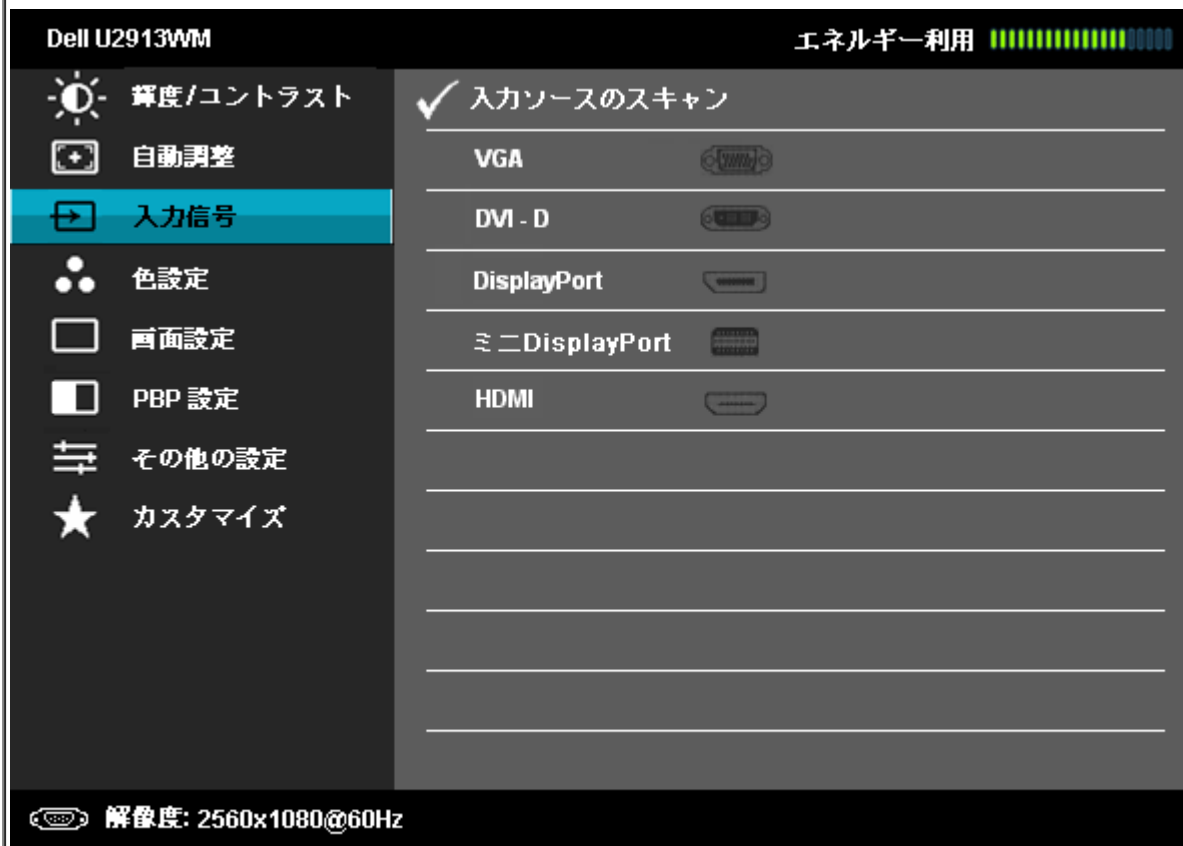 Dell U2913WM エネルギー利用
輝度/コントラスト
自動調整
入力信号
色設定
画面設定
PBP 設定
その他の設定
カスタマイズ
入力ソースのスキャン
VGA
DVI - D
DisplayPort
ミニDisplayPort
HDMI
解像度: 2560x1080@60Hz